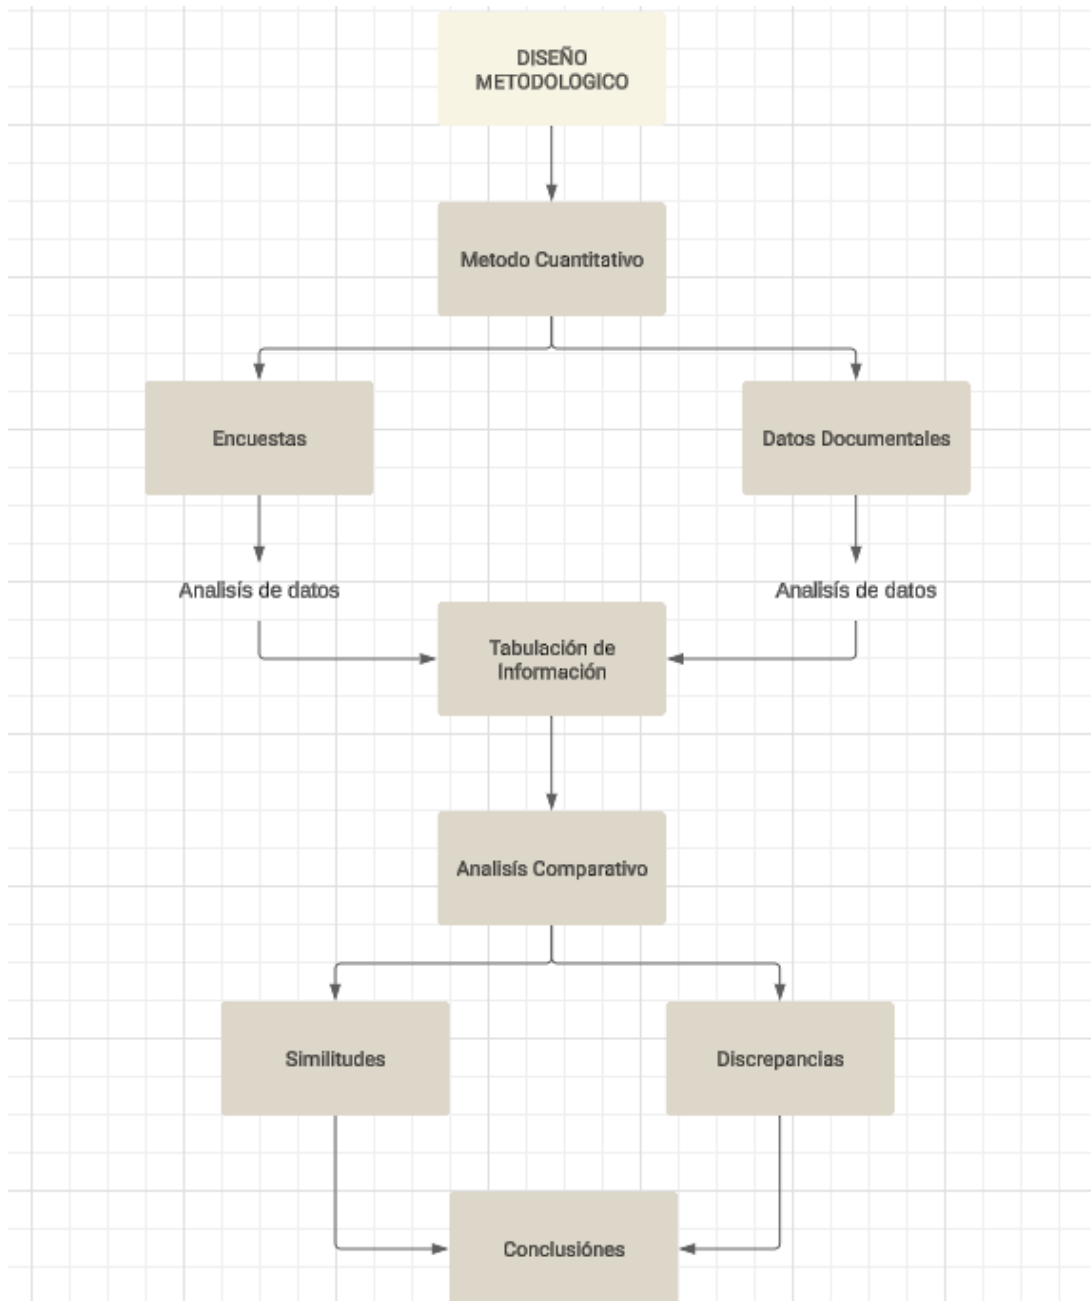 DISEÑO
METODOLOGICO
Metodo Cuantitativo
Encuestas
Datos Documentales
Analisís de datos
Analisís de datos
Tabulación de
Información
Analisís Comparativo
Similitudes
Discrepancias
Conclusiónes